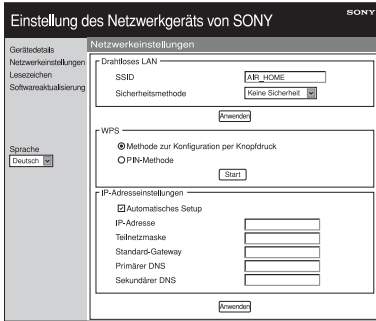 Einstellung des Netzwerkgeräts von SONY
SONY
Gerätedetails
Netzwerkeinstellungen
Lesezeichen
Softwareaktualisierung
Sprache
Deutsch
Netzwerkeinstellungen
Drahtloses LAN
SSID AIR_HOME
Sicherheitsmethode Keine Sicherheit
Anwenden
WPS
Methode zur Konfiguration per Knopfdruck
PIN-Methode
Start
IP-Adresseinstellungen
Automatisches Setup
IP-Adresse
Teilnetzmaske
Standard-Gateway
Primärer DNS
Sekundärer DNS
Anwenden